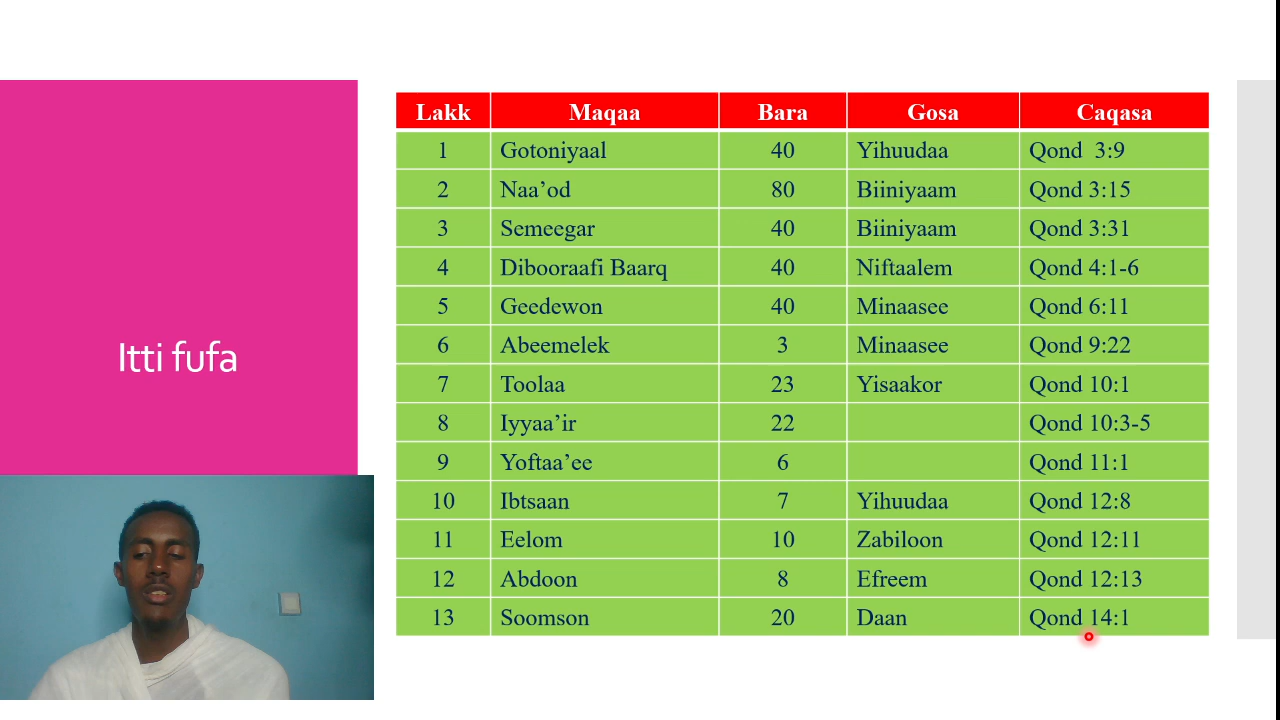 Itti fufa
Lakk Maqaa Bara Gosa Caqasa
1 Gotoniyaal 40 Yihuudaa Qond 3:9
2 Naa’od 80 Biiniyaam Qond 3:15
3 Semeegar 40 Biiniyaam Qond 3:31
4 Dibooraafi Baarq 40 Niftaalem Qond 4:1-6
5 Geedewon 40 Minaasee Qond 6:11
6 Abeemelek 3 Minaasee Qond 9:22
7 Toolaa 23 Yisaakor Qond 10:1
8 Iyyaa’ir 22 Qond 10:3-5
9 Yoftaa’ee 6 Qond 11:1
10 Ibtsaan 7 Yihuudaa Qond 12:8
11 Eelom 10 Zabiloon Qond 12:11
12 Abdoon 8 Efreem Qond 12:13
13 Soomson 20 Daan Qond 14:1